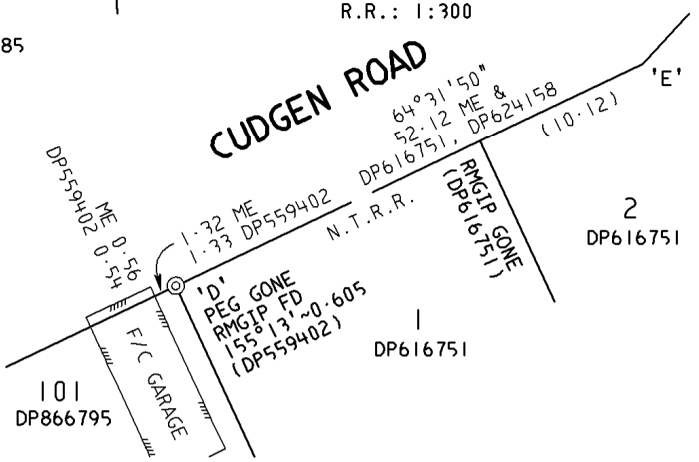 R.R.: 1:300
85
CUDGEN ROAD
64°31'50"
52·12 ME &
DP616751, DP624158
'E'
(10·12)
ME 0·56
DP559402 0·54
1·32 ME
1·33 DP559402
N.T.R.R.
RMGIP GONE
(DP616751)
2
DP616751
'D'
PEG GONE
RMGIP FD
155°13'~0·605
(DP559402)
1
DP616751
F/C GARAGE
101
DP866795